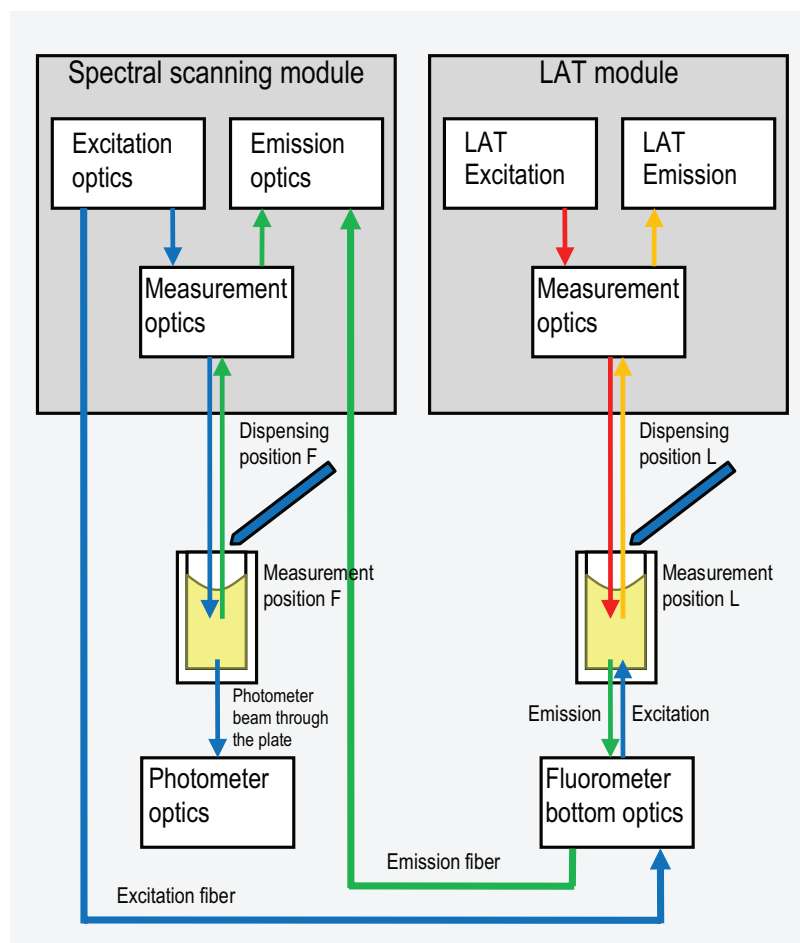 Spectral scanning module
LAT module
Excitation
optics
Emission
optics
LAT
Excitation
LAT
Emission
Measurement
optics
Measurement
optics
Dispensing
position F
Dispensing
position L
Measurement
position F
Measurement
position L
Photometer
beam through
the plate
Emission
Excitation
Photometer
optics
Fluorometer
bottom optics
Emission fiber
Excitation fiber